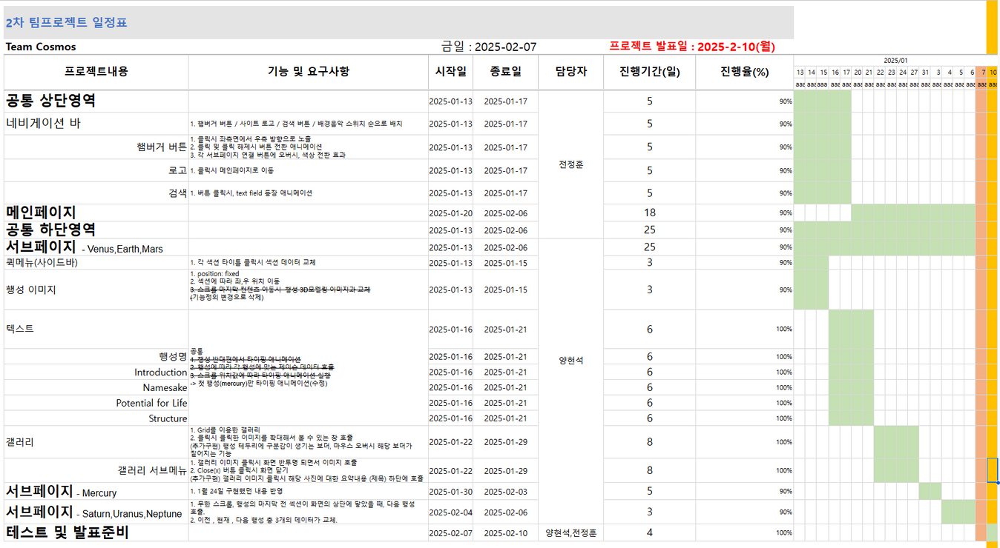 2차 팀프로젝트 일정표
Team Cosmos 금일 : 2025-02-07 프로젝트 발표일 : 2025-2-10(월)
2025/01
프로젝트내용 기능 및 요구사항 시작일 종료일 담당자 진행기간(일) 진행율(%) 13 14 15 16 17 20 21 22 23 24 27 31 3 4 5 6 7 10
aaa aaa aaa aaa aaa aaa aaa aaa aaa aaa aaa aaa aaa aaa aaa aaa aaa aaa
공통 상단영역 2025-01-13 2025-01-17 5 90%
네비게이션 바 1. 햄버거 버튼 / 사이트 로고 / 검색 버튼 / 배경음악 스위치 순으로 배치 2025-01-13 2025-01-17 5 90%
햄버거 버튼 1. 클릭시 좌측면에서 우측 방향으로 노출
2. 클릭 및 클릭 해제시 버튼 전환 애니메이션 2025-01-13 2025-01-17 5 90%
3. 각 서브페이지 연결 버튼에 오버시, 색상 전환 효과
전정훈
로고 1. 클릭시 메인페이지로 이동 2025-01-13 2025-01-17 5 90%
검색 1. 버튼 클릭시, text field 등장 애니메이션 2025-01-13 2025-01-17 5 90%
메인페이지 2025-01-20 2025-02-06 18 90%
공통 하단영역 2025-01-13 2025-02-06 25 90%
서브페이지 - Venus,Earth,Mars 2025-01-13 2025-02-06 25 90%
퀵메뉴(사이드바) 1. 각 섹션 타이틀 클릭시 섹션 데이터 교체 2025-01-13 2025-01-15 3 90%
1. position: fixed
2. 섹션에 따라 좌,우 위치 이동
행성 이미지 3. 스크롤 마지막 컨텐츠 이동시 행성 3D모델링 이미지과 교체 2025-01-13 2025-01-15 3 90%
(기능정의 변경으로 삭제)
텍스트 2025-01-16 2025-01-21 6 100%
공통
행성명 1. 행성 반대편에서 타이핑 애니메이션 2025-01-16 2025-01-21 양현석 6 100%
2. 행성에 따라 각 행성에 맞는 제이슨 데이터 호출
Introduction 3. 스크롤 위치값에 따라 타이핑 애니메이션 실행 2025-01-16 2025-01-21 6 100%
Namesake -> 첫 행성(mercury)만 타이핑 애니메이션(수정) 2025-01-16 2025-01-21 6 100%
Potential for Life 2025-01-16 2025-01-21 6 100%
Structure 2025-01-16 2025-01-21 6 100%
1. Grid를 이용한 갤러리
갤러리 2. 클릭시 클릭한 이미지를 확대해서 볼 수 있는 창 호출 2025-01-22 2025-01-29 8 100%
(추가구현) 행성 테두리에 구분감이 생기는 보더, 마우스 오버시 해당 보더가
짙어지는 기능
1. 갤러리 이미지 클릭시 화면 반투명 되면서 이미지 호출
갤러리 서브메뉴 2. Close(x) 버튼 클릭시 화면 닫기 2025-01-22 2025-01-29 8 100%
(추가구현) 갤러리 이미지 클릭시 해당 사진에 대한 요약내용 (제목) 하단에 호출
서브페이지 - Mercury 1. 1월 24일 구현했던 내용 반영 2025-01-30 2025-02-03 5 90%
1. 무한 스크롤, 행성의 마지막 전 섹션이 화면의 상단에 닿았을 때, 다음 행성
서브페이지 - Saturn,Uranus,Neptune 호출. 2025-02-04 2025-02-06 3 90%
2. 이전 , 현재 , 다음 행성 총 3개의 데이터가 교체.
테스트 및 발표준비 2025-02-07 2025-02-10 양현석,전정훈 4 100%